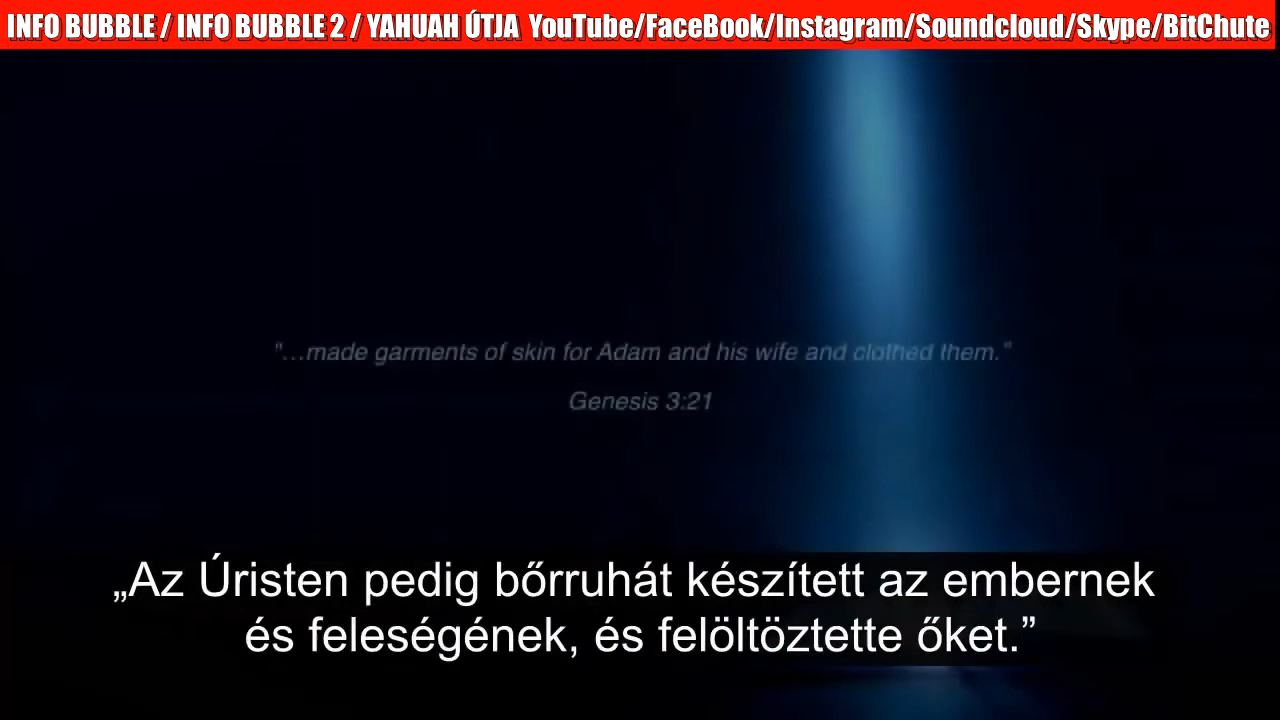 INFO BUBBLE / INFO BUBBLE 2 / YAHUAH ÚTJA YouTube/FaceBook/Instagram/Soundcloud/Skype/BitChute
"...made garments of skin for Adam and his wife and clothed them."
Genesis 3:21
„Az Úristen pedig bőrruhát készített az embernek
és feleségének, és felöltöztette őket.”